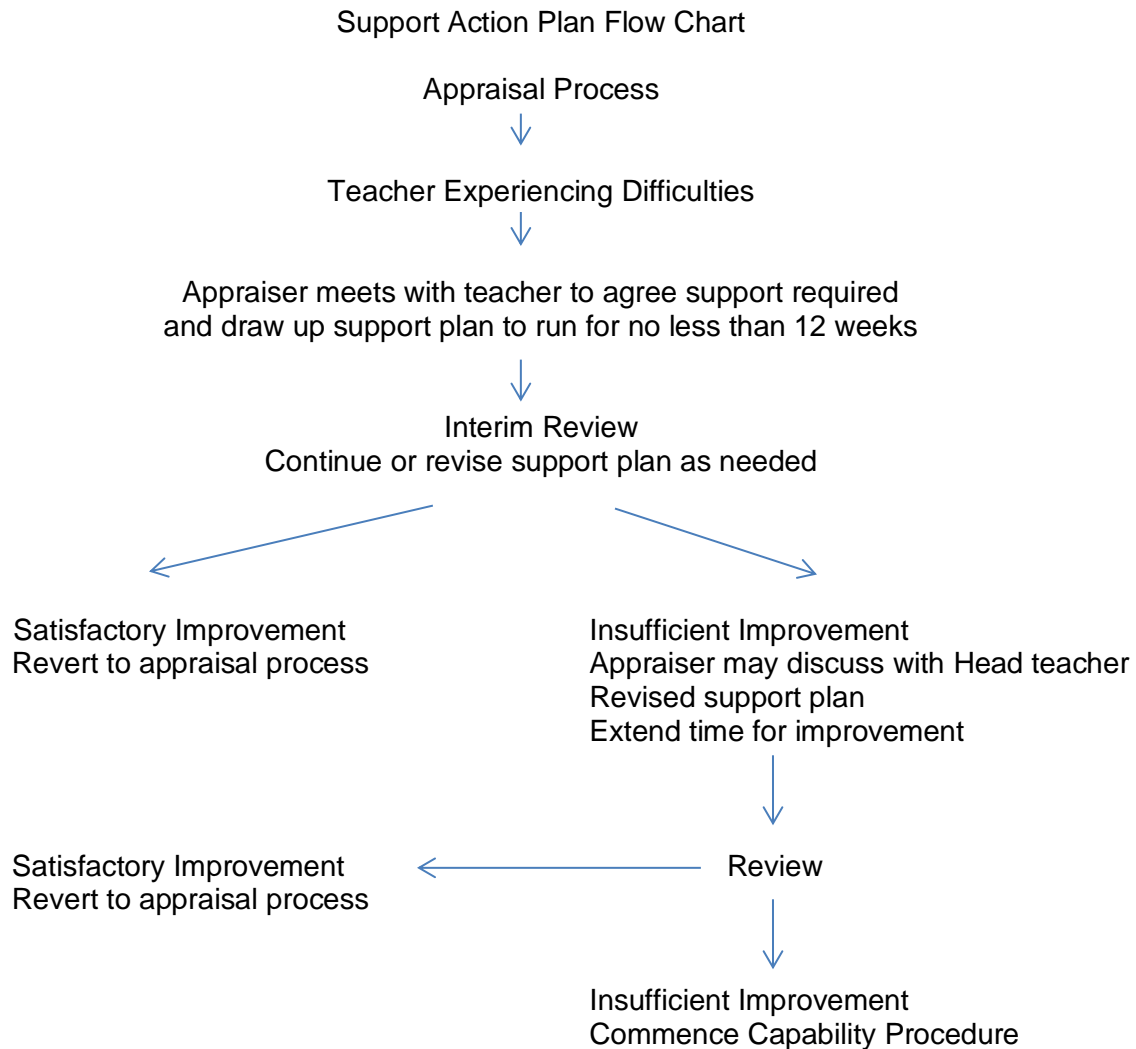 Support Action Plan Flow Chart
Appraisal Process
Teacher Experiencing Difficulties
Appraiser meets with teacher to agree support required
and draw up support plan to run for no less than 12 weeks
Interim Review
Continue or revise support plan as needed
Satisfactory Improvement
Revert to appraisal process
Insufficient Improvement
Appraiser may discuss with Head teacher
Revised support plan
Extend time for improvement
Review
Satisfactory Improvement
Revert to appraisal process
Insufficient Improvement
Commence Capability Procedure